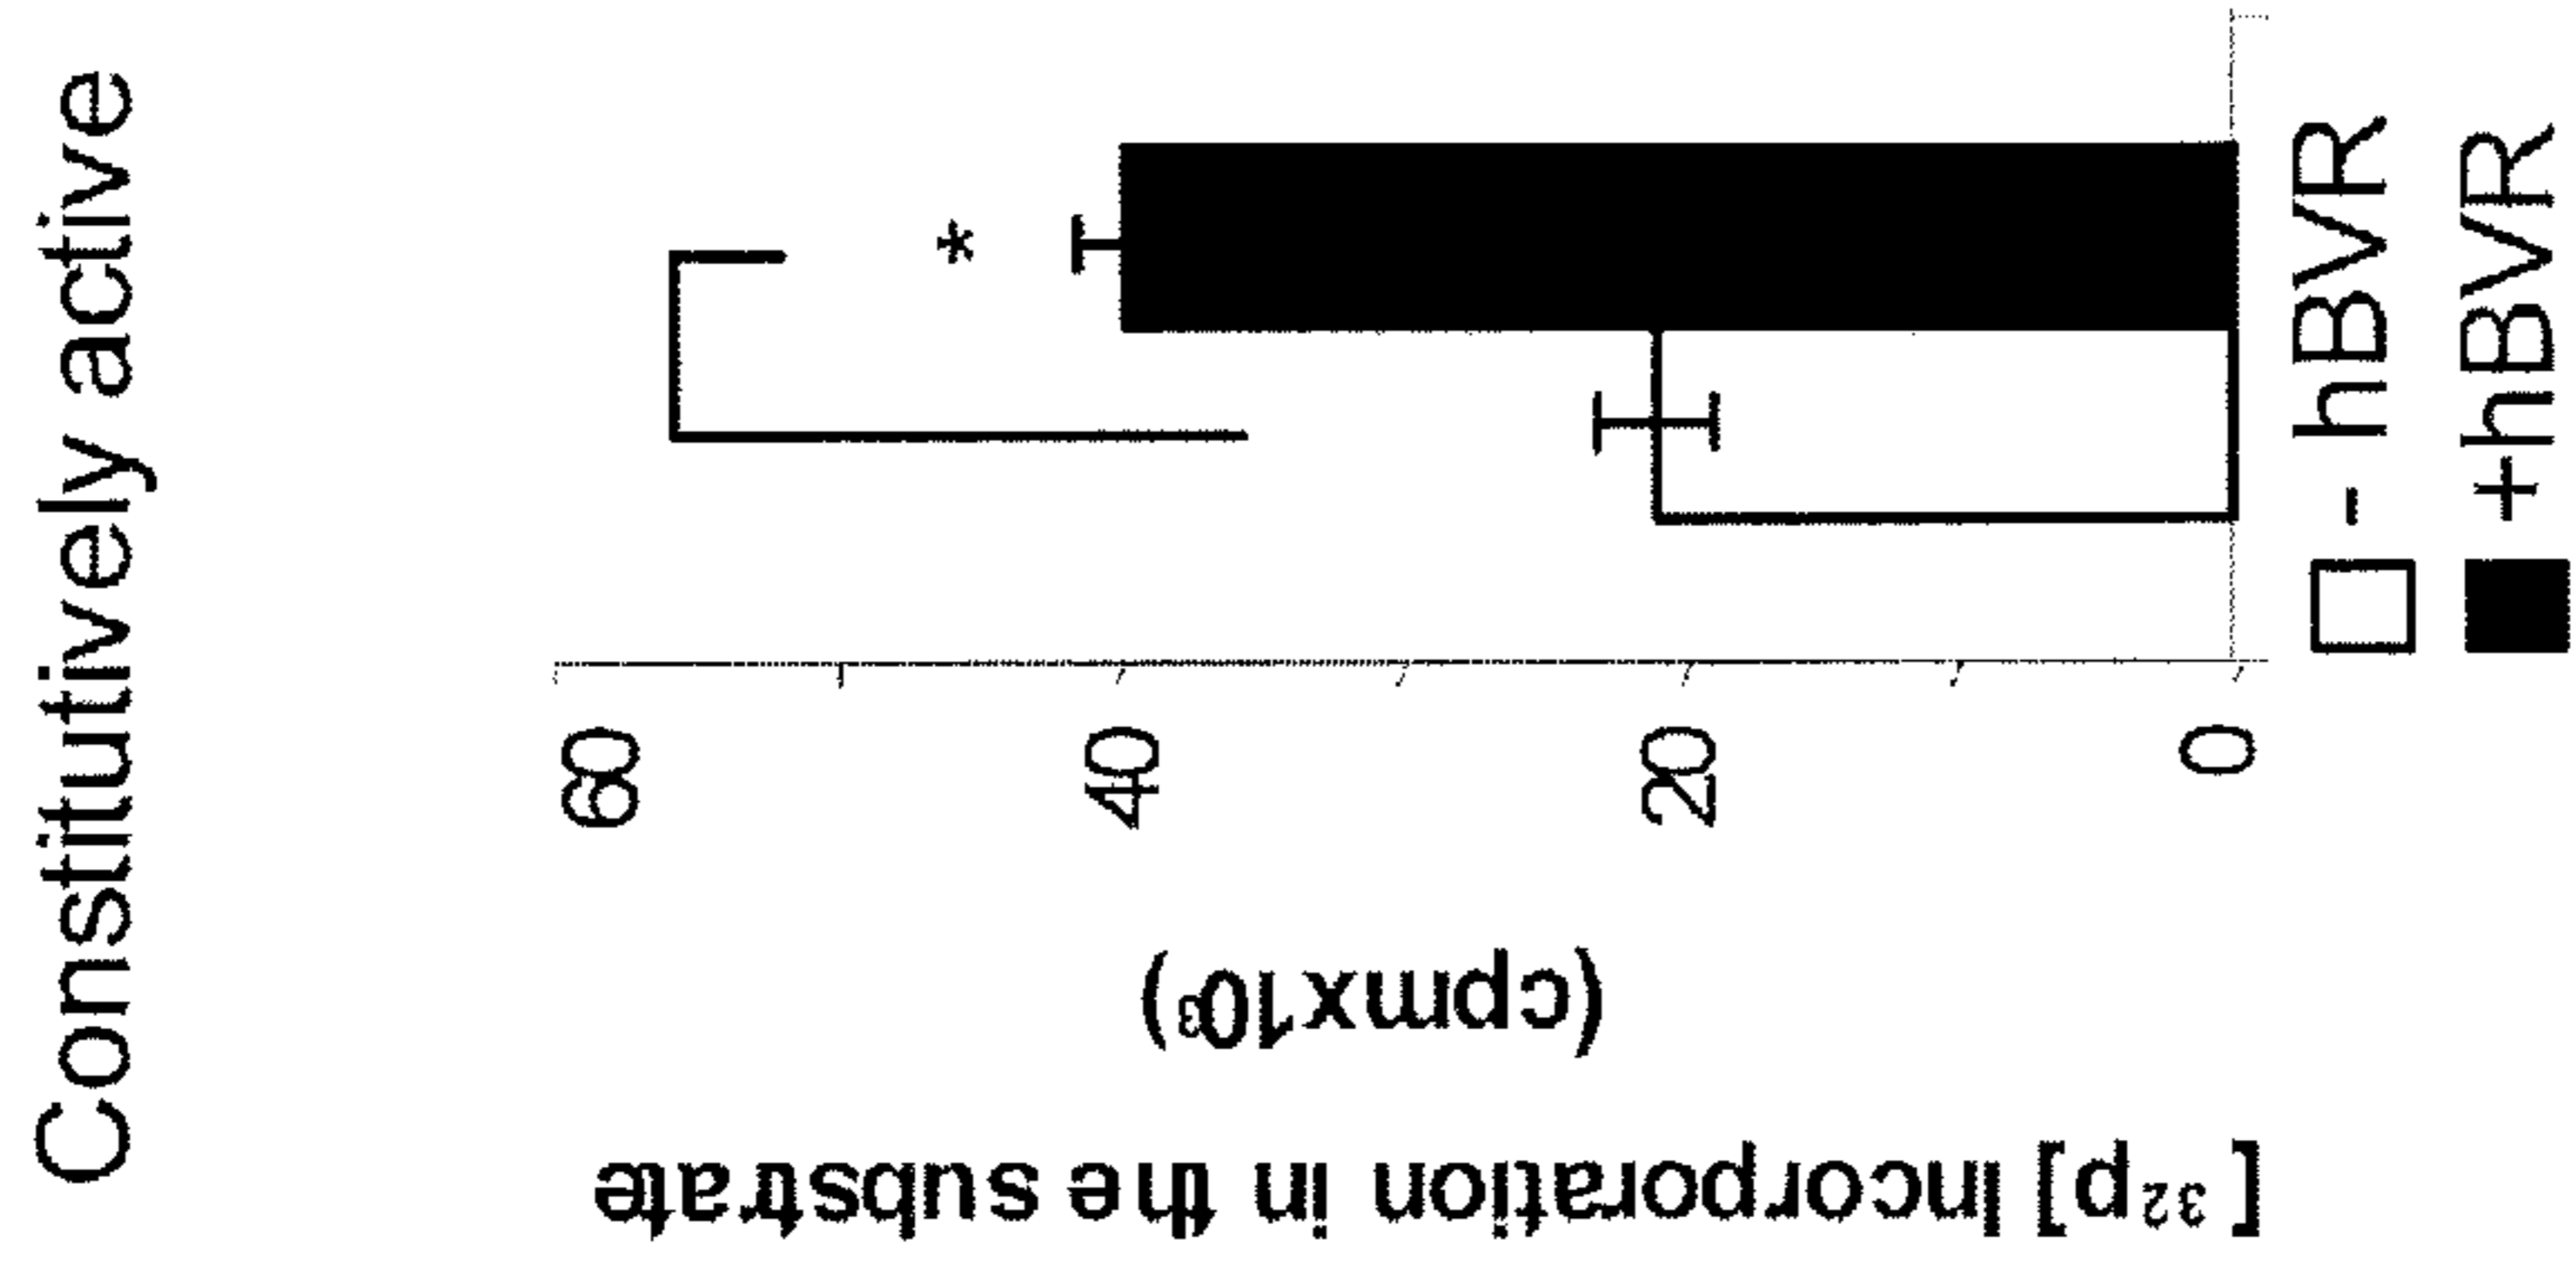 Constitutively active
[³²p] Incorporation in the substrate
(cpmx10³)
60
40
20
0
*
- hBVR
+hBVR